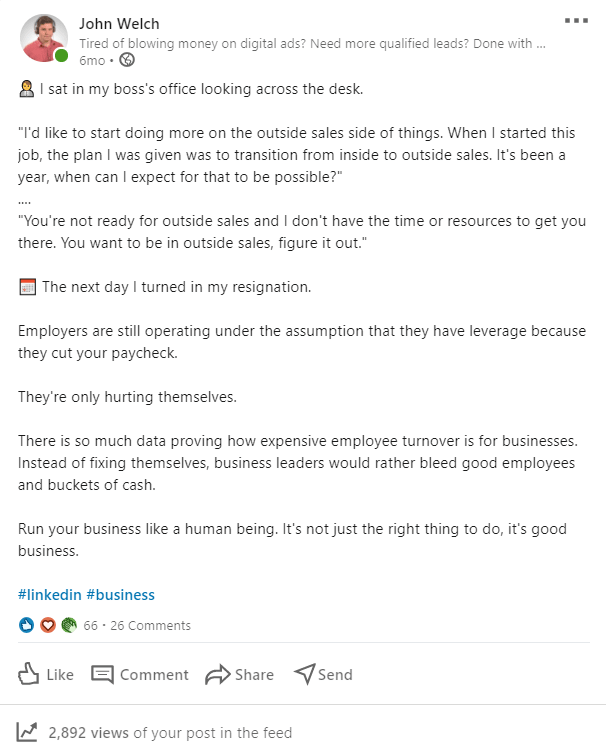 John Welch
Tired of blowing money on digital ads? Need more qualified leads? Done with ...
6mo •
I sat in my boss's office looking across the desk.
"I'd like to start doing more on the outside sales side of things. When I started this
job, the plan I was given was to transition from inside to outside sales. It's been a
year, when can I expect for that to be possible?"
....
"You're not ready for outside sales and I don't have the time or resources to get you
there. You want to be in outside sales, figure it out."
The next day I turned in my resignation.
Employers are still operating under the assumption that they have leverage because
they cut your paycheck.
They're only hurting themselves.
There is so much data proving how expensive employee turnover is for businesses.
Instead of fixing themselves, business leaders would rather bleed good employees
and buckets of cash.
Run your business like a human being. It's not just the right thing to do, it's good
business.
#linkedin #business
66 · 26 Comments
Like Comment Share Send
2,892 views of your post in the feed